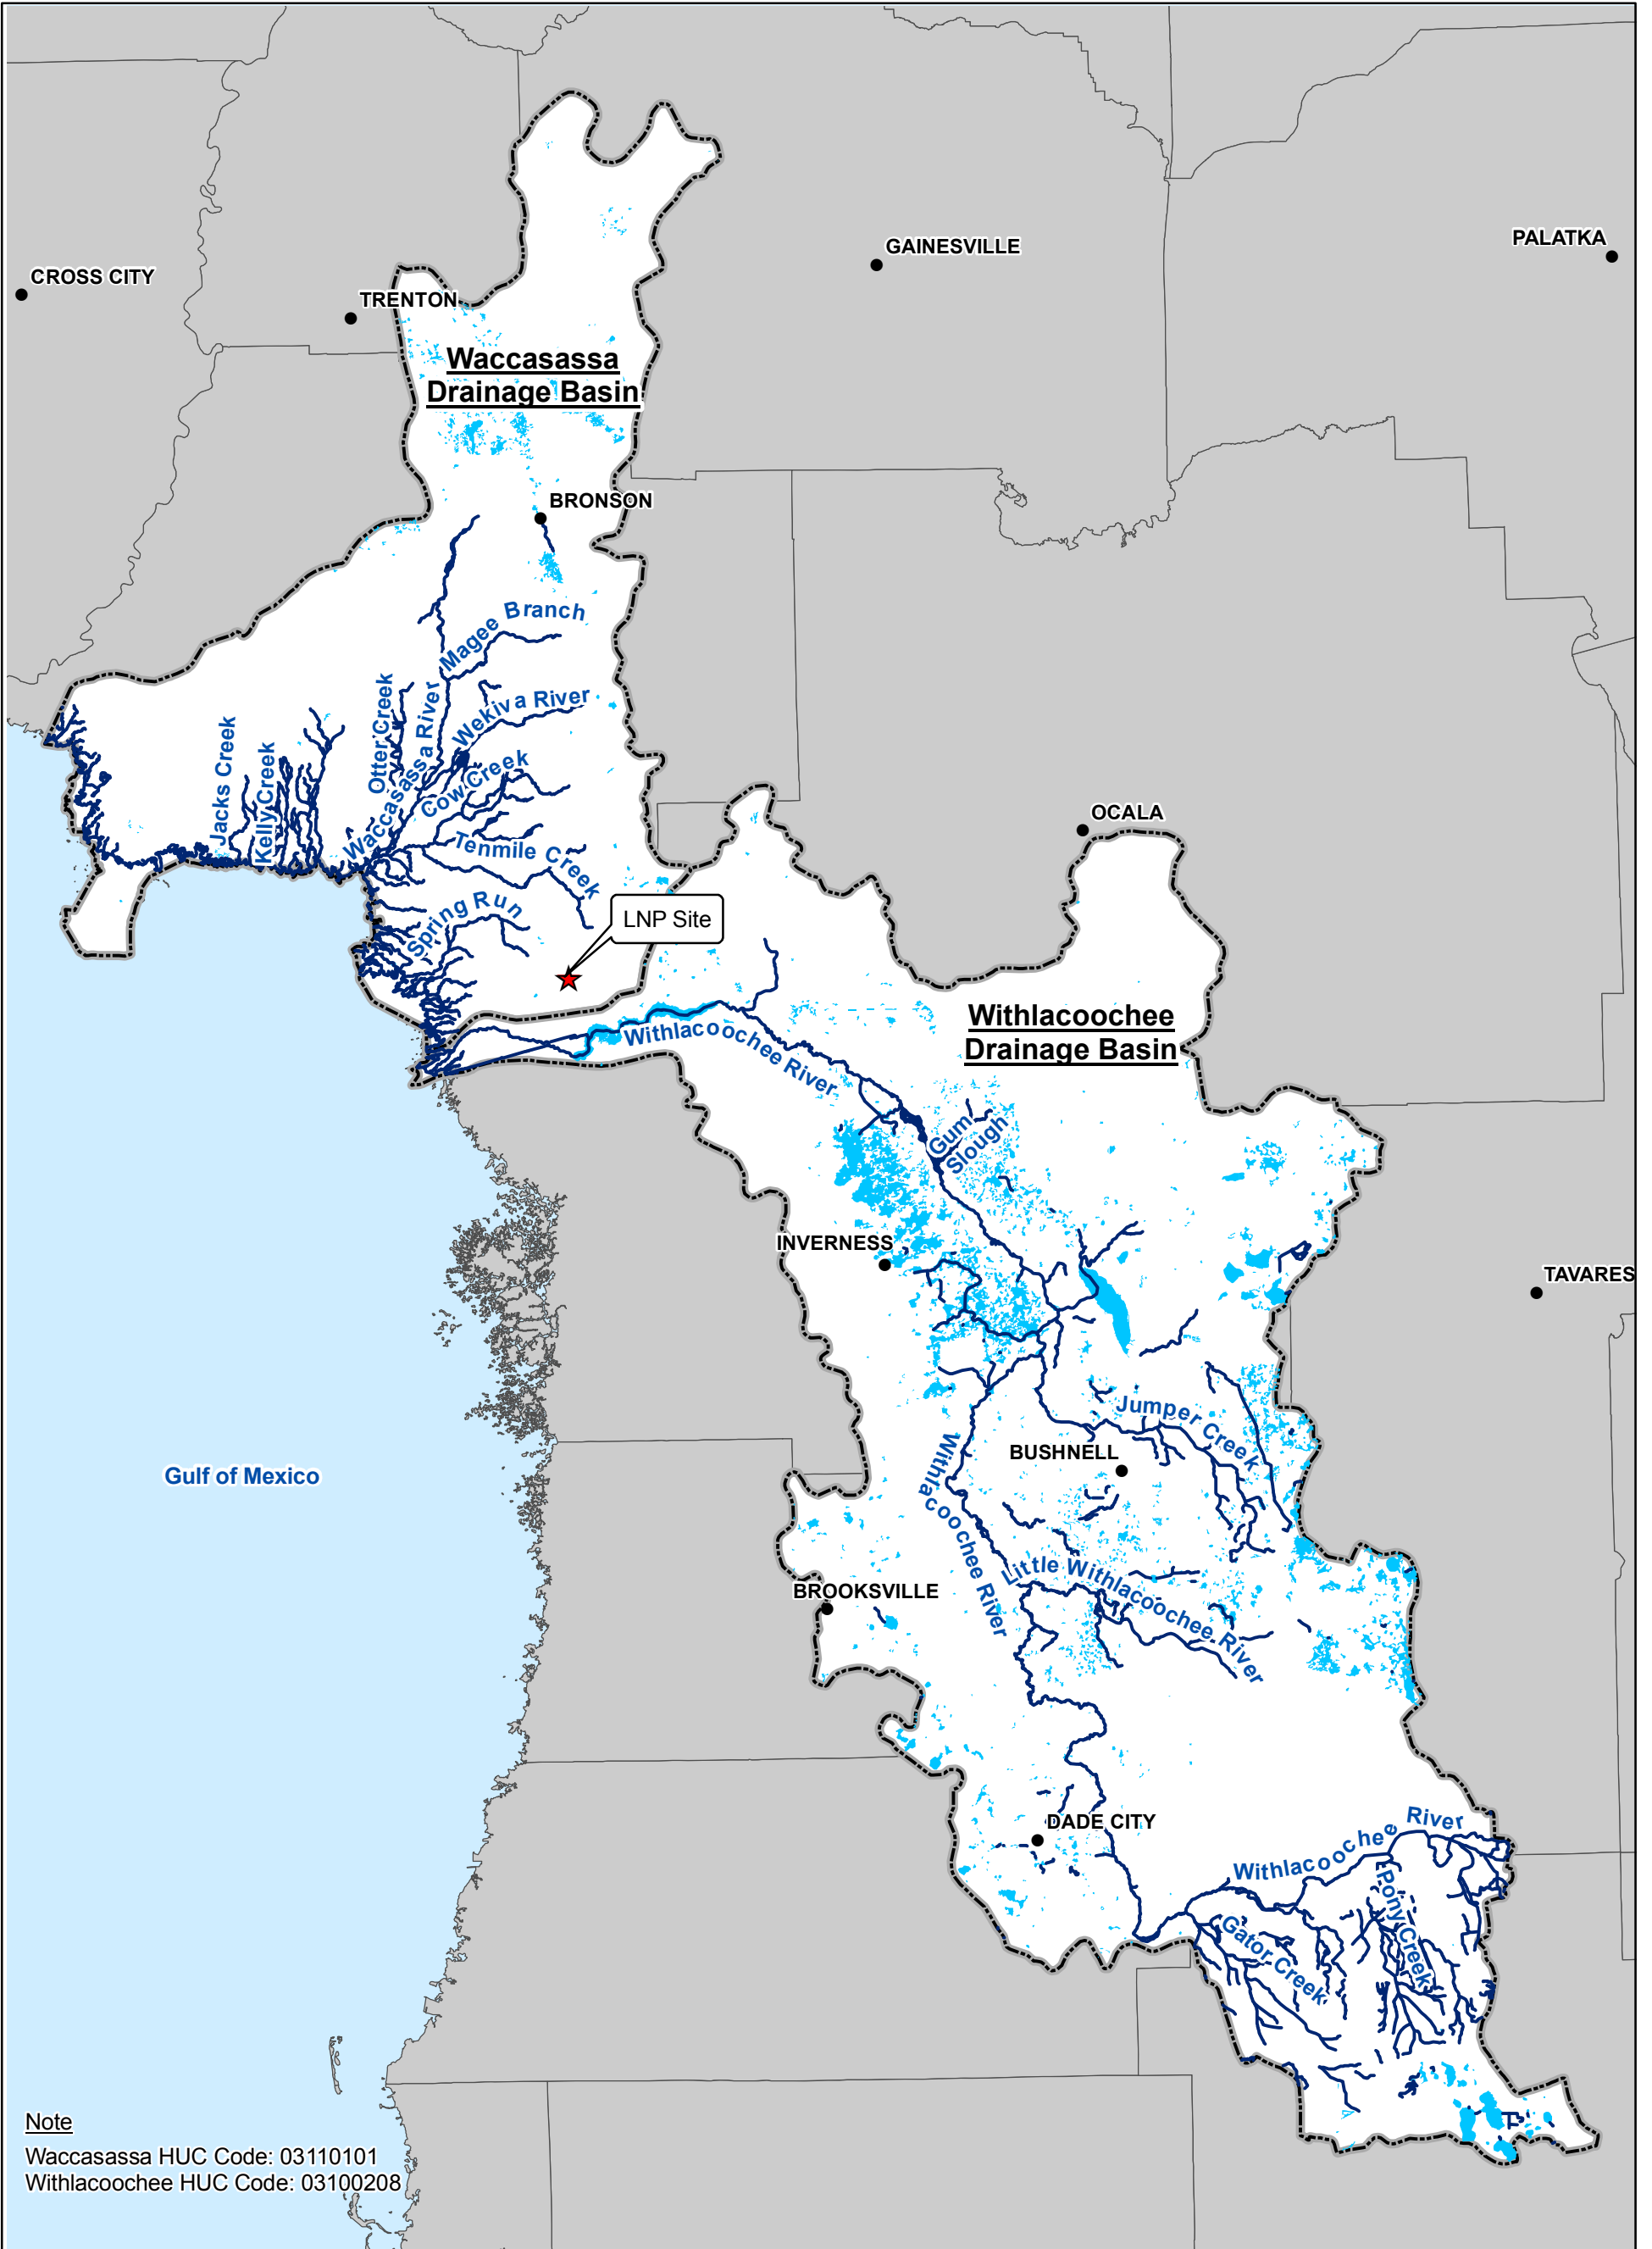 GAINESVILLE
PALATKA
CROSS CITY
TRENTON
Waccasassa
Drainage Basin
BRONSON
Magee Branch
Wekiva River
Otter Creek
Waccasassa River
Jacks Creek
Kelly Creek
Cow Creek
Tenmile Creek
OCALA
Spring Run
LNP Site
Withlacoochee
Drainage Basin
Withlacoochee River
Gum
Slough
INVERNESS
TAVARES
Jumper Creek
BUSHNELL
Gulf of Mexico
Withlacoochee River
Little Withlacoochee River
BROOKSVILLE
DADE CITY
Withlacoochee River
Pony Creek
Gator Creek
Note
Waccasassa HUC Code: 03110101
Withlacoochee HUC Code: 03100208